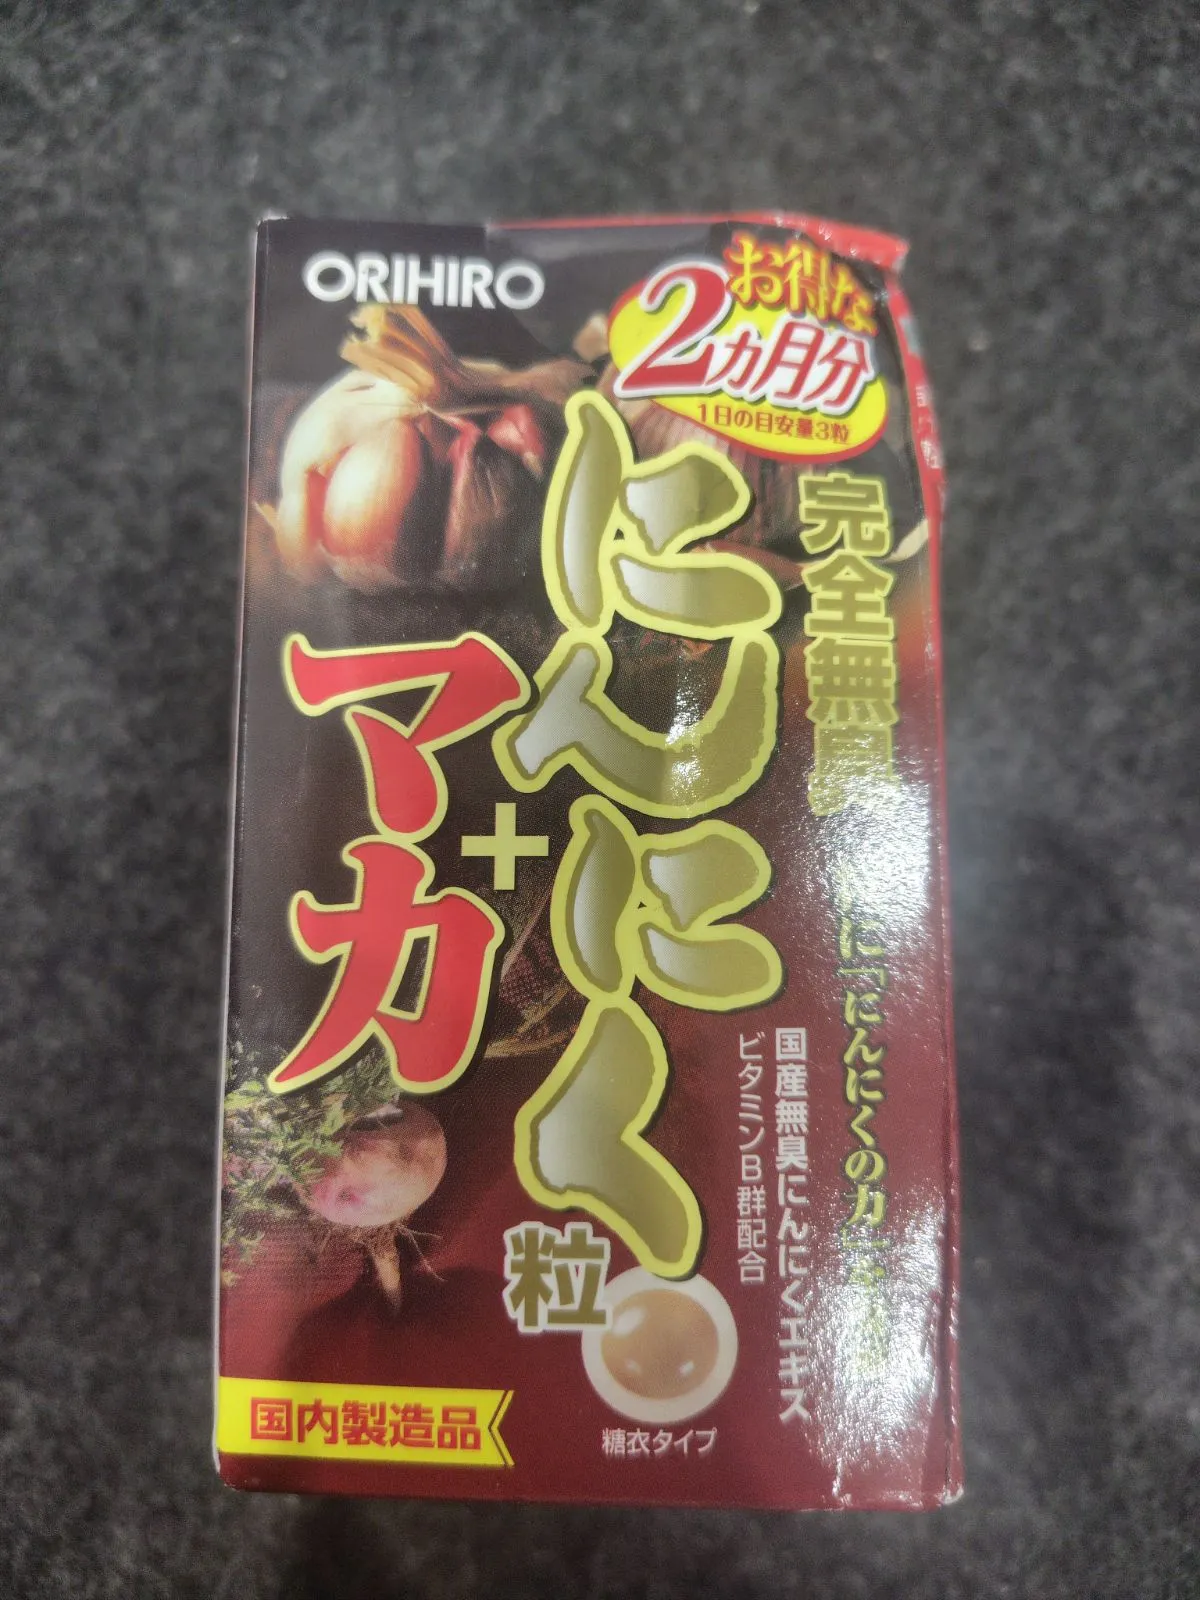 ORIHIRO
お得な
2ヵ月分
1日の目安量3粒
完全無臭
に「にんにくの力」
にんにく
+
マカ
粒
国産無臭にんにくエキス
ビタミンB群配合
糖衣タイプ
国内製造品